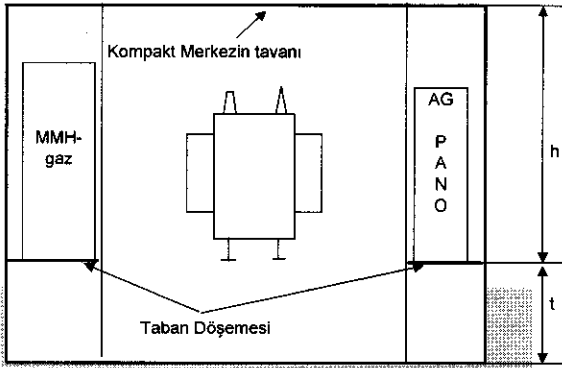 Kompakt Merkezin tavanı
MMH-
gaz
AG
P
A
N
O
h
t
Taban Döşemesi